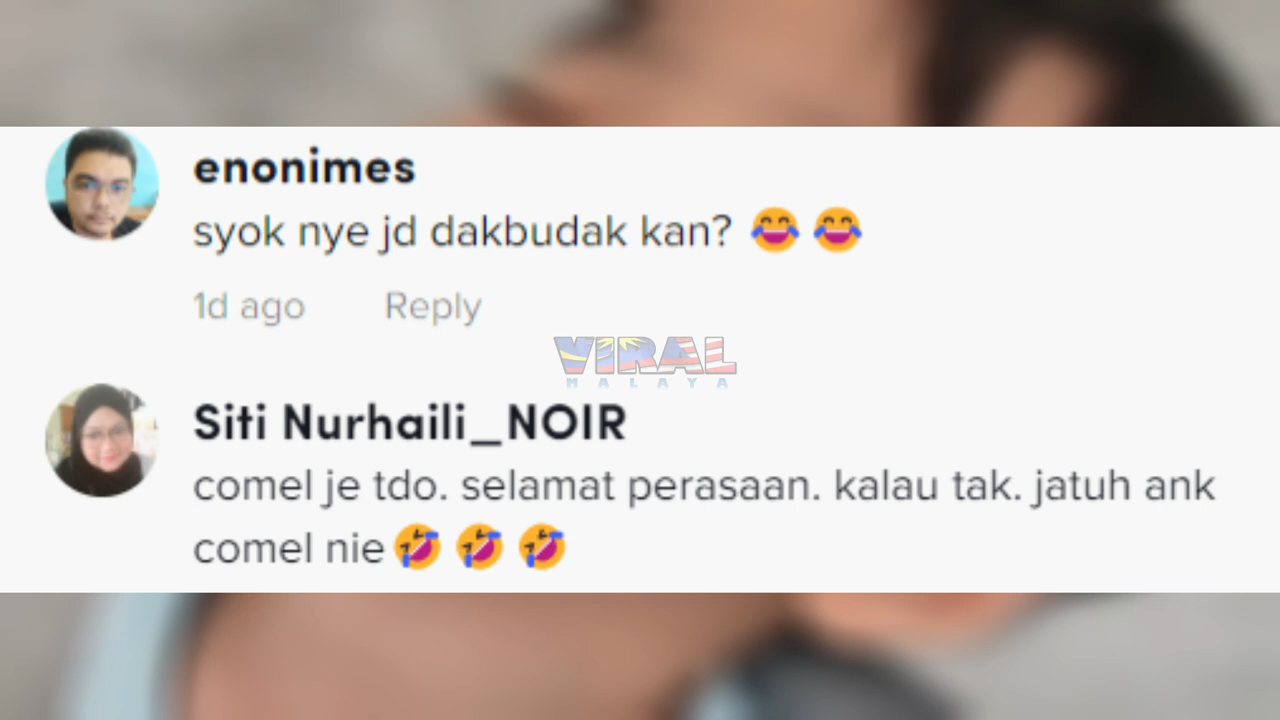 enonimes
syok nye jd dakbudak kan? 😂 😂
1d ago Reply
VIRAL
MALAYA
Siti Nurhaili_NOIR
comel je tdo. selamat perasaan. kalau tak. jatuh ank
comel nie 🤣 🤣 🤣